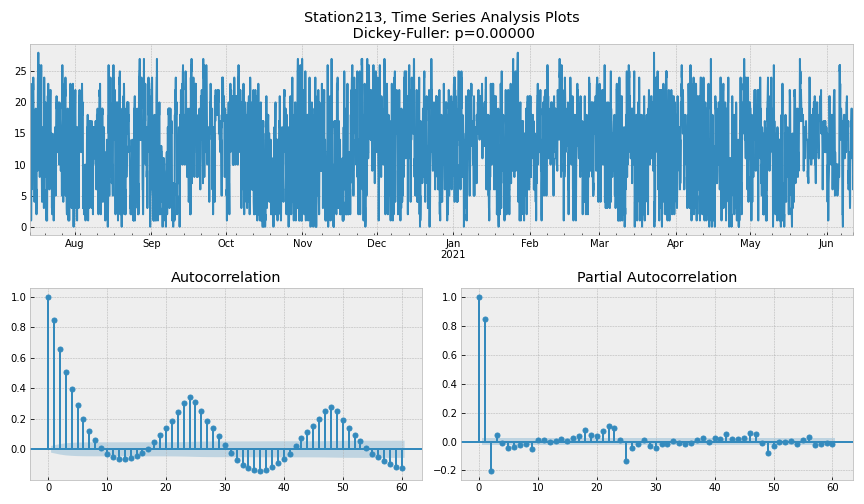 Station213, Time Series Analysis Plots
Dickey-Fuller: p=0.00000
25
20
15
10
5
0
Aug Sep Oct Nov Dec Jan Feb Mar Apr May Jun
2021
Autocorrelation
1.0
0.8
0.6
0.4
0.2
0.0
0 10 20 30 40 50 60
Partial Autocorrelation
1.0
0.8
0.6
0.4
0.2
0.0
−0.2
0 10 20 30 40 50 60